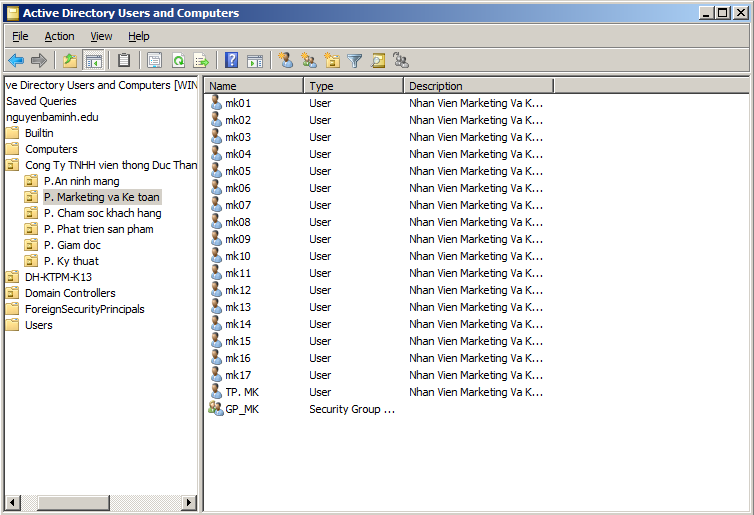 Active Directory Users and Computers
File Action View Help
ve Directory Users and Computers [WIN
Saved Queries
nguyenbaminh.edu
Builtin
Computers
Cong Ty TNHH vien thong Duc Than
P.An ninh mang
P. Marketing va Ke toan
P. Cham soc khach hang
P. Phat trien san pham
P. Giam doc
P. Ky thuat
DH-KTPM-K13
Domain Controllers
ForeignSecurityPrincipals
Users
Name Type Description
mk01 User Nhan Vien Marketing Va K...
mk02 User Nhan Vien Marketing Va K...
mk03 User Nhan Vien Marketing Va K...
mk04 User Nhan Vien Marketing Va K...
mk05 User Nhan Vien Marketing Va K...
mk06 User Nhan Vien Marketing Va K...
mk07 User Nhan Vien Marketing Va K...
mk08 User Nhan Vien Marketing Va K...
mk09 User Nhan Vien Marketing Va K...
mk10 User Nhan Vien Marketing Va K...
mk11 User Nhan Vien Marketing Va K...
mk12 User Nhan Vien Marketing Va K...
mk13 User Nhan Vien Marketing Va K...
mk14 User Nhan Vien Marketing Va K...
mk15 User Nhan Vien Marketing Va K...
mk16 User Nhan Vien Marketing Va K...
mk17 User Nhan Vien Marketing Va K...
TP. MK User Nhan Vien Marketing Va K...
GP_MK Security Group ...